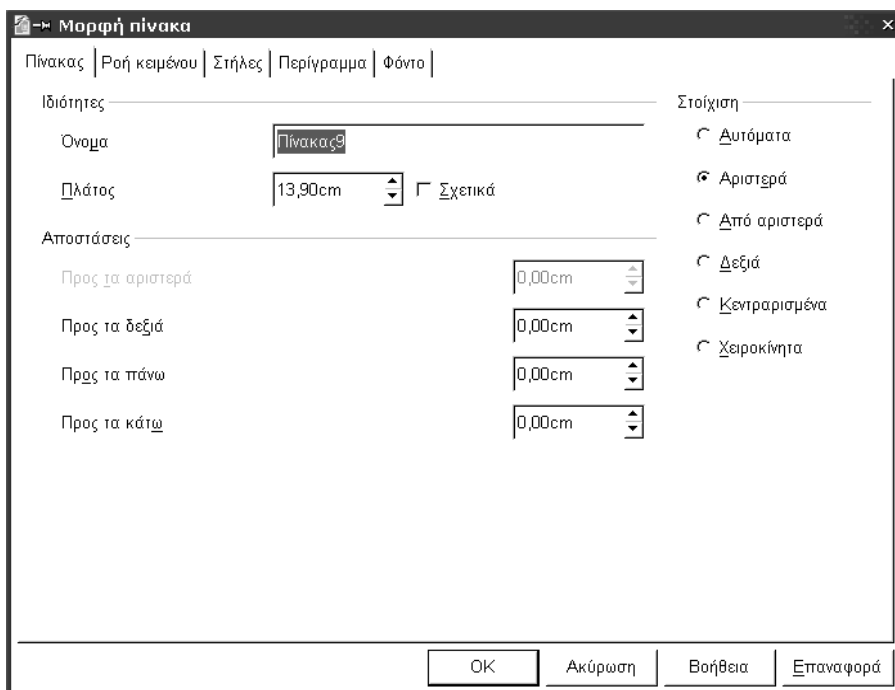 Μορφή πίνακα
Πίνακας Ροή κειμένου Στήλες Περίγραμμα Φόντο
Ιδιότητες
Όνομα Πίνακας9
Πλάτος 13,90cm Σχετικά
Αποστάσεις
Προς τα αριστερά 0,00cm
Προς τα δεξιά 0,00cm
Προς τα πάνω 0,00cm
Προς τα κάτω 0,00cm
Στοίχιση
Αυτόματα
Αριστερά
Από αριστερά
Δεξιά
Κεντραρισμένα
Χειροκίνητα
OK Ακύρωση Βοήθεια Επαναφορά